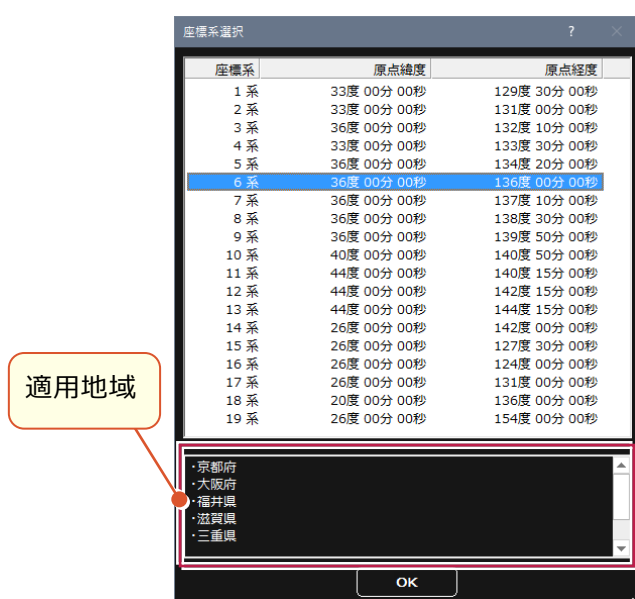 座標系選択 ?
座標系 原点緯度 原点経度
1 系 33度 00分 00秒 129度 30分 00秒
2 系 33度 00分 00秒 131度 00分 00秒
3 系 36度 00分 00秒 132度 10分 00秒
4 系 33度 00分 00秒 133度 30分 00秒
5 系 36度 00分 00秒 134度 20分 00秒
6 系 36度 00分 00秒 136度 00分 00秒
7 系 36度 00分 00秒 137度 10分 00秒
8 系 36度 00分 00秒 138度 30分 00秒
9 系 36度 00分 00秒 139度 50分 00秒
10 系 40度 00分 00秒 140度 50分 00秒
11 系 44度 00分 00秒 140度 15分 00秒
12 系 44度 00分 00秒 142度 15分 00秒
13 系 44度 00分 00秒 144度 15分 00秒
14 系 26度 00分 00秒 142度 00分 00秒
15 系 26度 00分 00秒 127度 30分 00秒
16 系 26度 00分 00秒 124度 00分 00秒
17 系 26度 00分 00秒 131度 00分 00秒
18 系 20度 00分 00秒 136度 00分 00秒
19 系 26度 00分 00秒 154度 00分 00秒
適用地域
・京都府
・大阪府
・福井県
・滋賀県
・三重県
OK